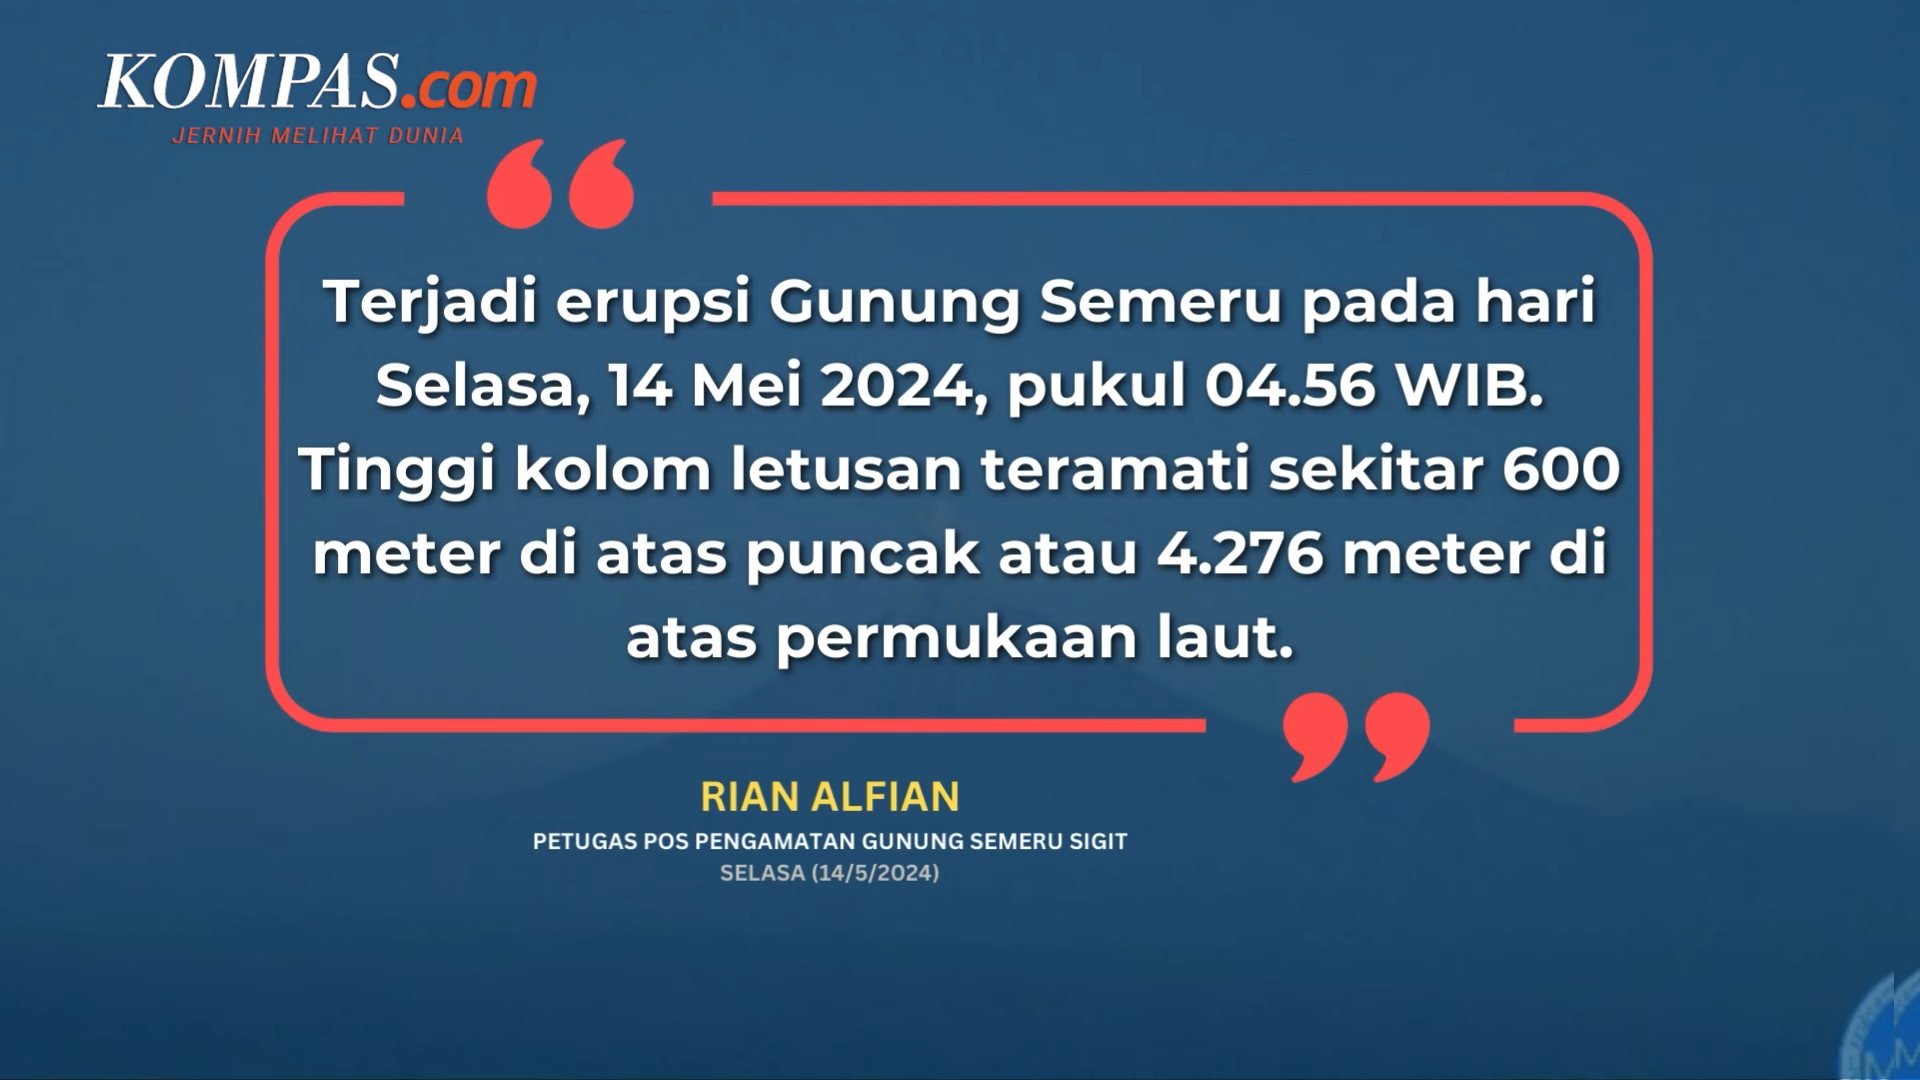 KOMPAS.com
JERNIH MELIHAT DUNIA
Terjadi erupsi Gunung Semeru pada hari
Selasa, 14 Mei 2024, pukul 04.56 WIB.
Tinggi kolom letusan teramati sekitar 600
meter di atas puncak atau 4.276 meter di
atas permukaan laut.
RIAN ALFIAN
PETUGAS POS PENGAMATAN GUNUNG SEMERU SIGIT
SELASA (14/5/2024)